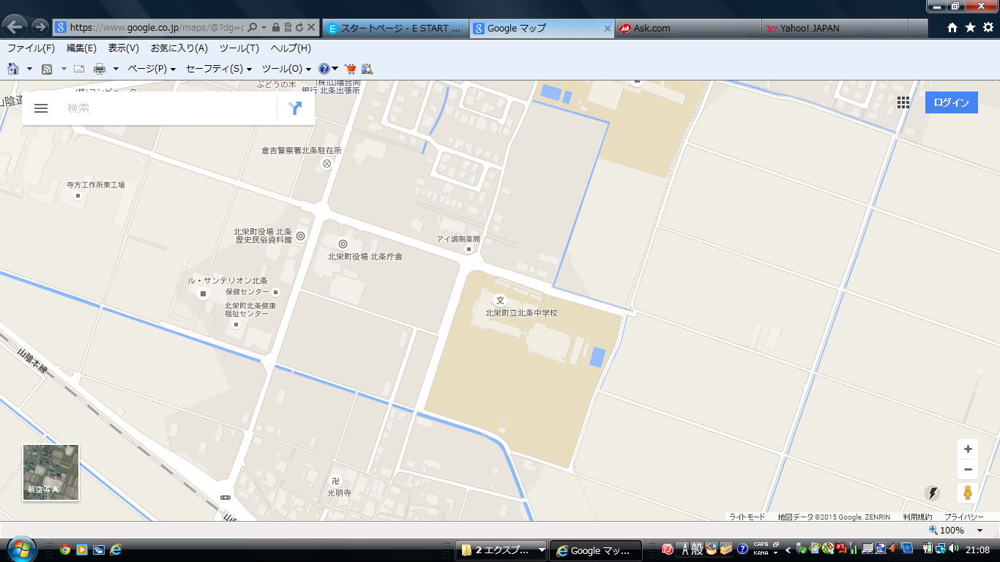 https://www.google.co.jp/maps/@?dg=c
スタートページ - E START ...
Google マップ
Ask.com
Yahoo! JAPAN
ファイル(F) 編集(E) 表示(V) お気に入り(A) ツール(T) ヘルプ(H)
ページ(P) セーフティ(S) ツール(O)
ぶどうの木
(株)山陰合同
銀行 北条出張所
山陰道
検索
ログイン
倉吉警察署北条駐在所
寺方工作所東工場
北栄町役場 北条
歴史民俗資料館
北栄町役場 北条庁舎
アイ調剤薬局
ル・サンテリオン北条
保健センター
北栄町北条健康
福祉センター
文
北栄町立北条中学校
山陰本線
光明寺
航空写真
ライトモード 地図データ ©2015 Google, ZENRIN 利用規約 プライバシー
100%
2 エクスプ...
Google マッ...
A 般
CAPS
KANA
21:08